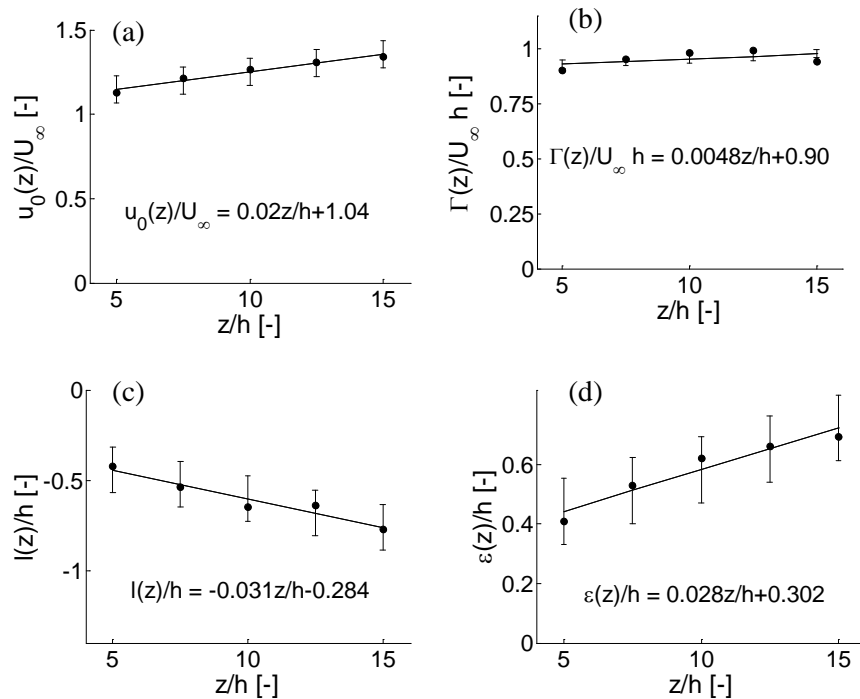 (a)
1.5
1
0.5
0
u₀(z)/U∞ [-]
u₀(z)/U∞ = 0.02z/h+1.04
5 10 15
z/h [-]
(b)
1
0.75
0.5
0.25
0
Γ(z)/U∞ h [-]
Γ(z)/U∞ h = 0.0048z/h+0.90
5 10 15
z/h [-]
(c)
0
-0.5
-1
l(z)/h [-]
l(z)/h = -0.031z/h-0.284
5 10 15
z/h [-]
(d)
0.6
0.4
0.2
0
ε(z)/h [-]
ε(z)/h = 0.028z/h+0.302
5 10 15
z/h [-]